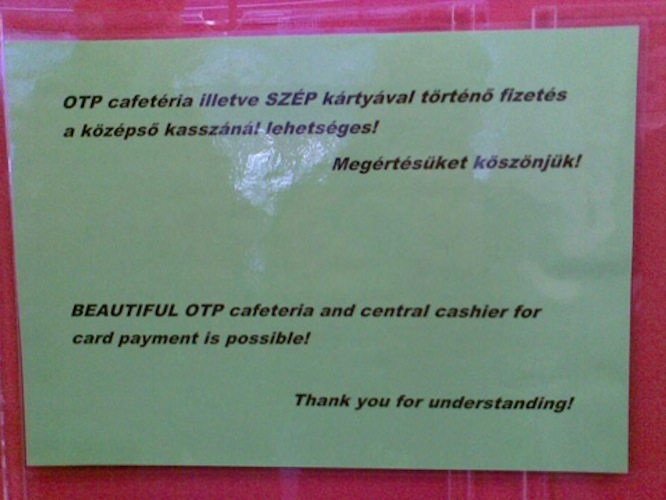 OTP cafetéria illetve SZÉP kártyával történő fizetés
a középső kasszánál lehetséges!
Megértésüket köszönjük!
BEAUTIFUL OTP cafeteria and central cashier for
card payment is possible!
Thank you for understanding!